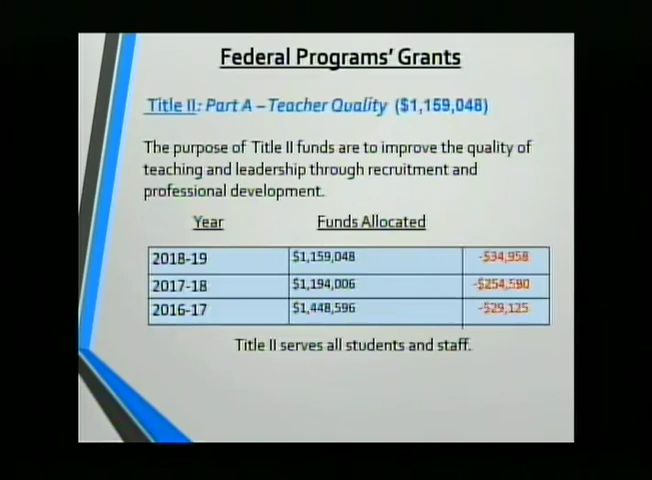 Federal Programs' Grants
Title II: Part A – Teacher Quality ($1,159,048)
The purpose of Title II funds are to improve the quality of
teaching and leadership through recruitment and
professional development.
Year Funds Allocated
2018-19 $1,159,048 -$34,958
2017-18 $1,194,006 -$254,590
2016-17 $1,448,596 -$29,125
Title II serves all students and staff.